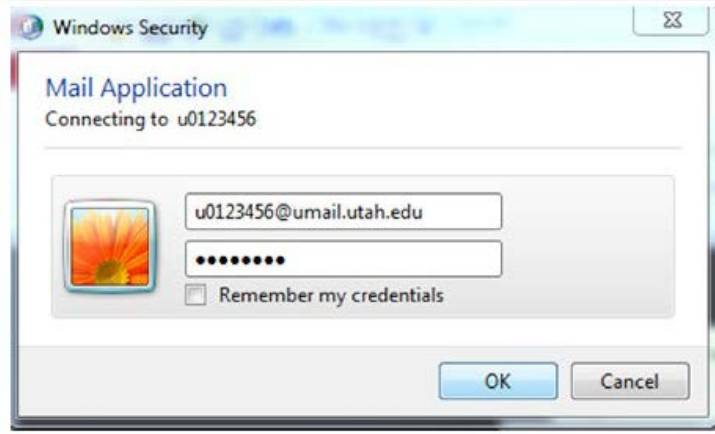 Windows Security
Mail Application
Connecting to u0123456
u0123456@umail.utah.edu
●●●●●●●●
Remember my credentials
OK
Cancel